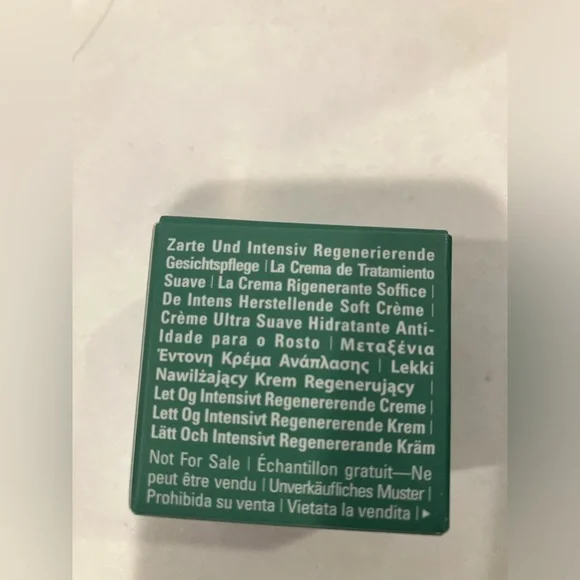 Zarte Und Intensiv Regenerierende
Gesichtspflege | La Crema de Tratamiento
Suave | La Crema Rigenerante Soffice |
De Intens Herstellende Soft Crème |
Crème Ultra Suave Hidratante Anti-
Idade para o Rosto | Μεταξένια
Έντονη Κρέμα Ανάπλασης | Lekki
Nawilżający Krem Regenerujący |
Let Og Intensivt Regenererende Creme |
Lett Og Intensivt Regenererende Krem |
Lätt Och Intensivt Regenererande Kräm
Not For Sale | Échantillon gratuit—Ne
peut être vendu | Unverkäufliches Muster |
Prohibida su venta | Vietata la vendita | ▶